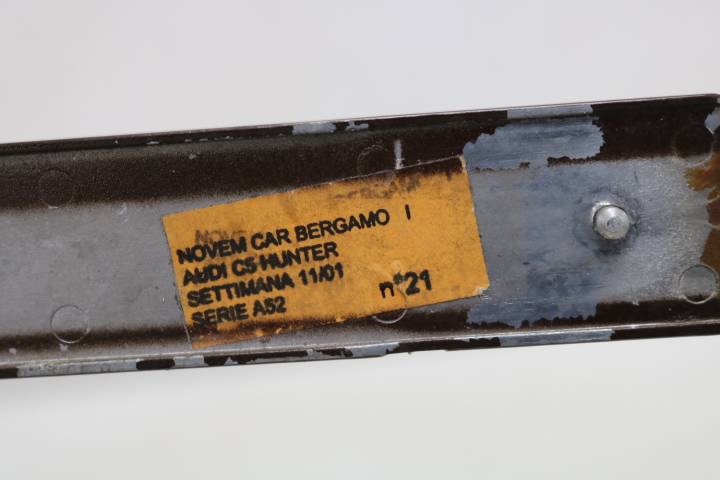 NOVEM CAR BERGAMO I
AUDI C5 HUNTER
SETTIMANA 11/01
SERIE A52 n°21